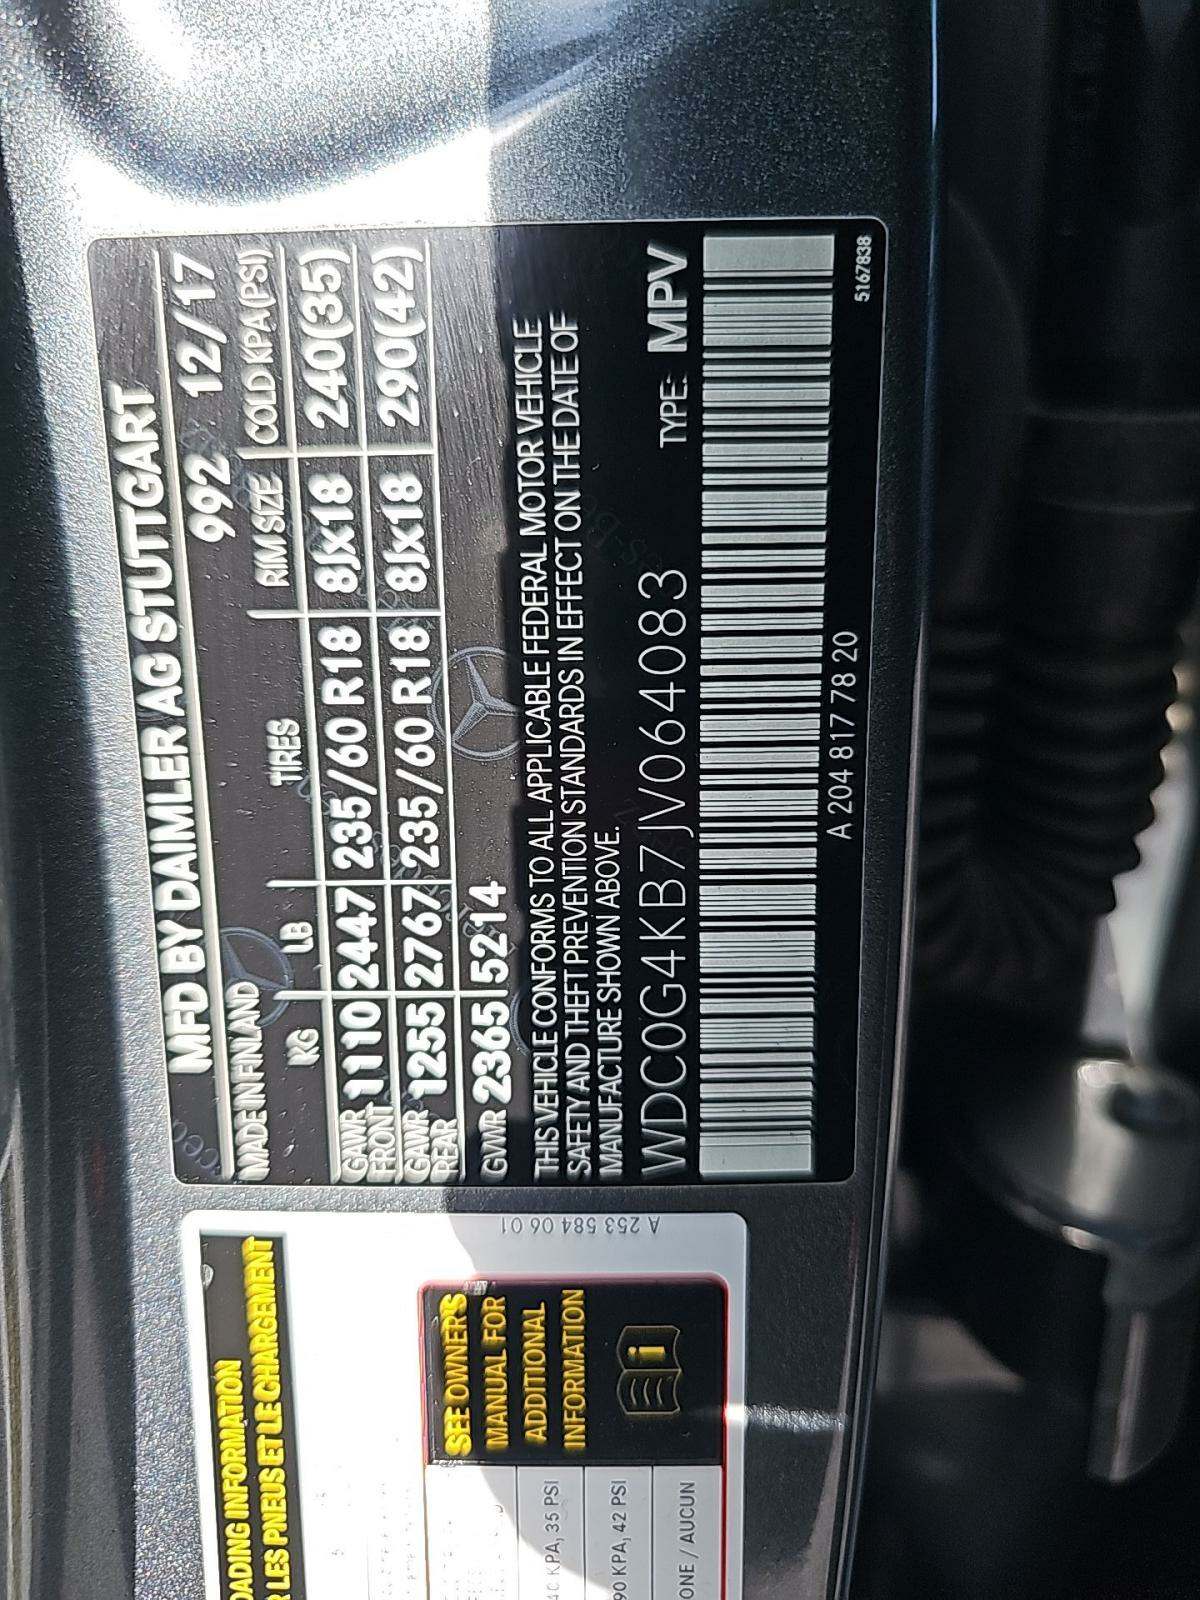 MFD BY DAIMLER AG STUTTGART
MADE IN FINLAND 992 12/17
KG LB TIRES RIM SIZE COLD KPA(PSI)
GAWR FRONT 1110 2447 235/60 R18 8Jx18 240(35)
GAWR REAR 1255 2767 235/60 R18 8Jx18 290(42)
GVWR 2365 5214
THIS VEHICLE CONFORMS TO ALL APPLICABLE FEDERAL MOTOR VEHICLE
SAFETY AND THEFT PREVENTION STANDARDS IN EFFECT ON THE DATE OF
MANUFACTURE SHOWN ABOVE.
WDC0G4KB7JV064083 TYPE: MPV
A 204 817 78 20
5167838
A 253 584 06 01
OADING INFORMATION
R LES PNEUS ET LE CHARGEMENT
SEE OWNERS
MANUAL FOR
ADDITIONAL
INFORMATION
40 KPA, 35 PSI
90 KPA, 42 PSI
ONE / AUCUN